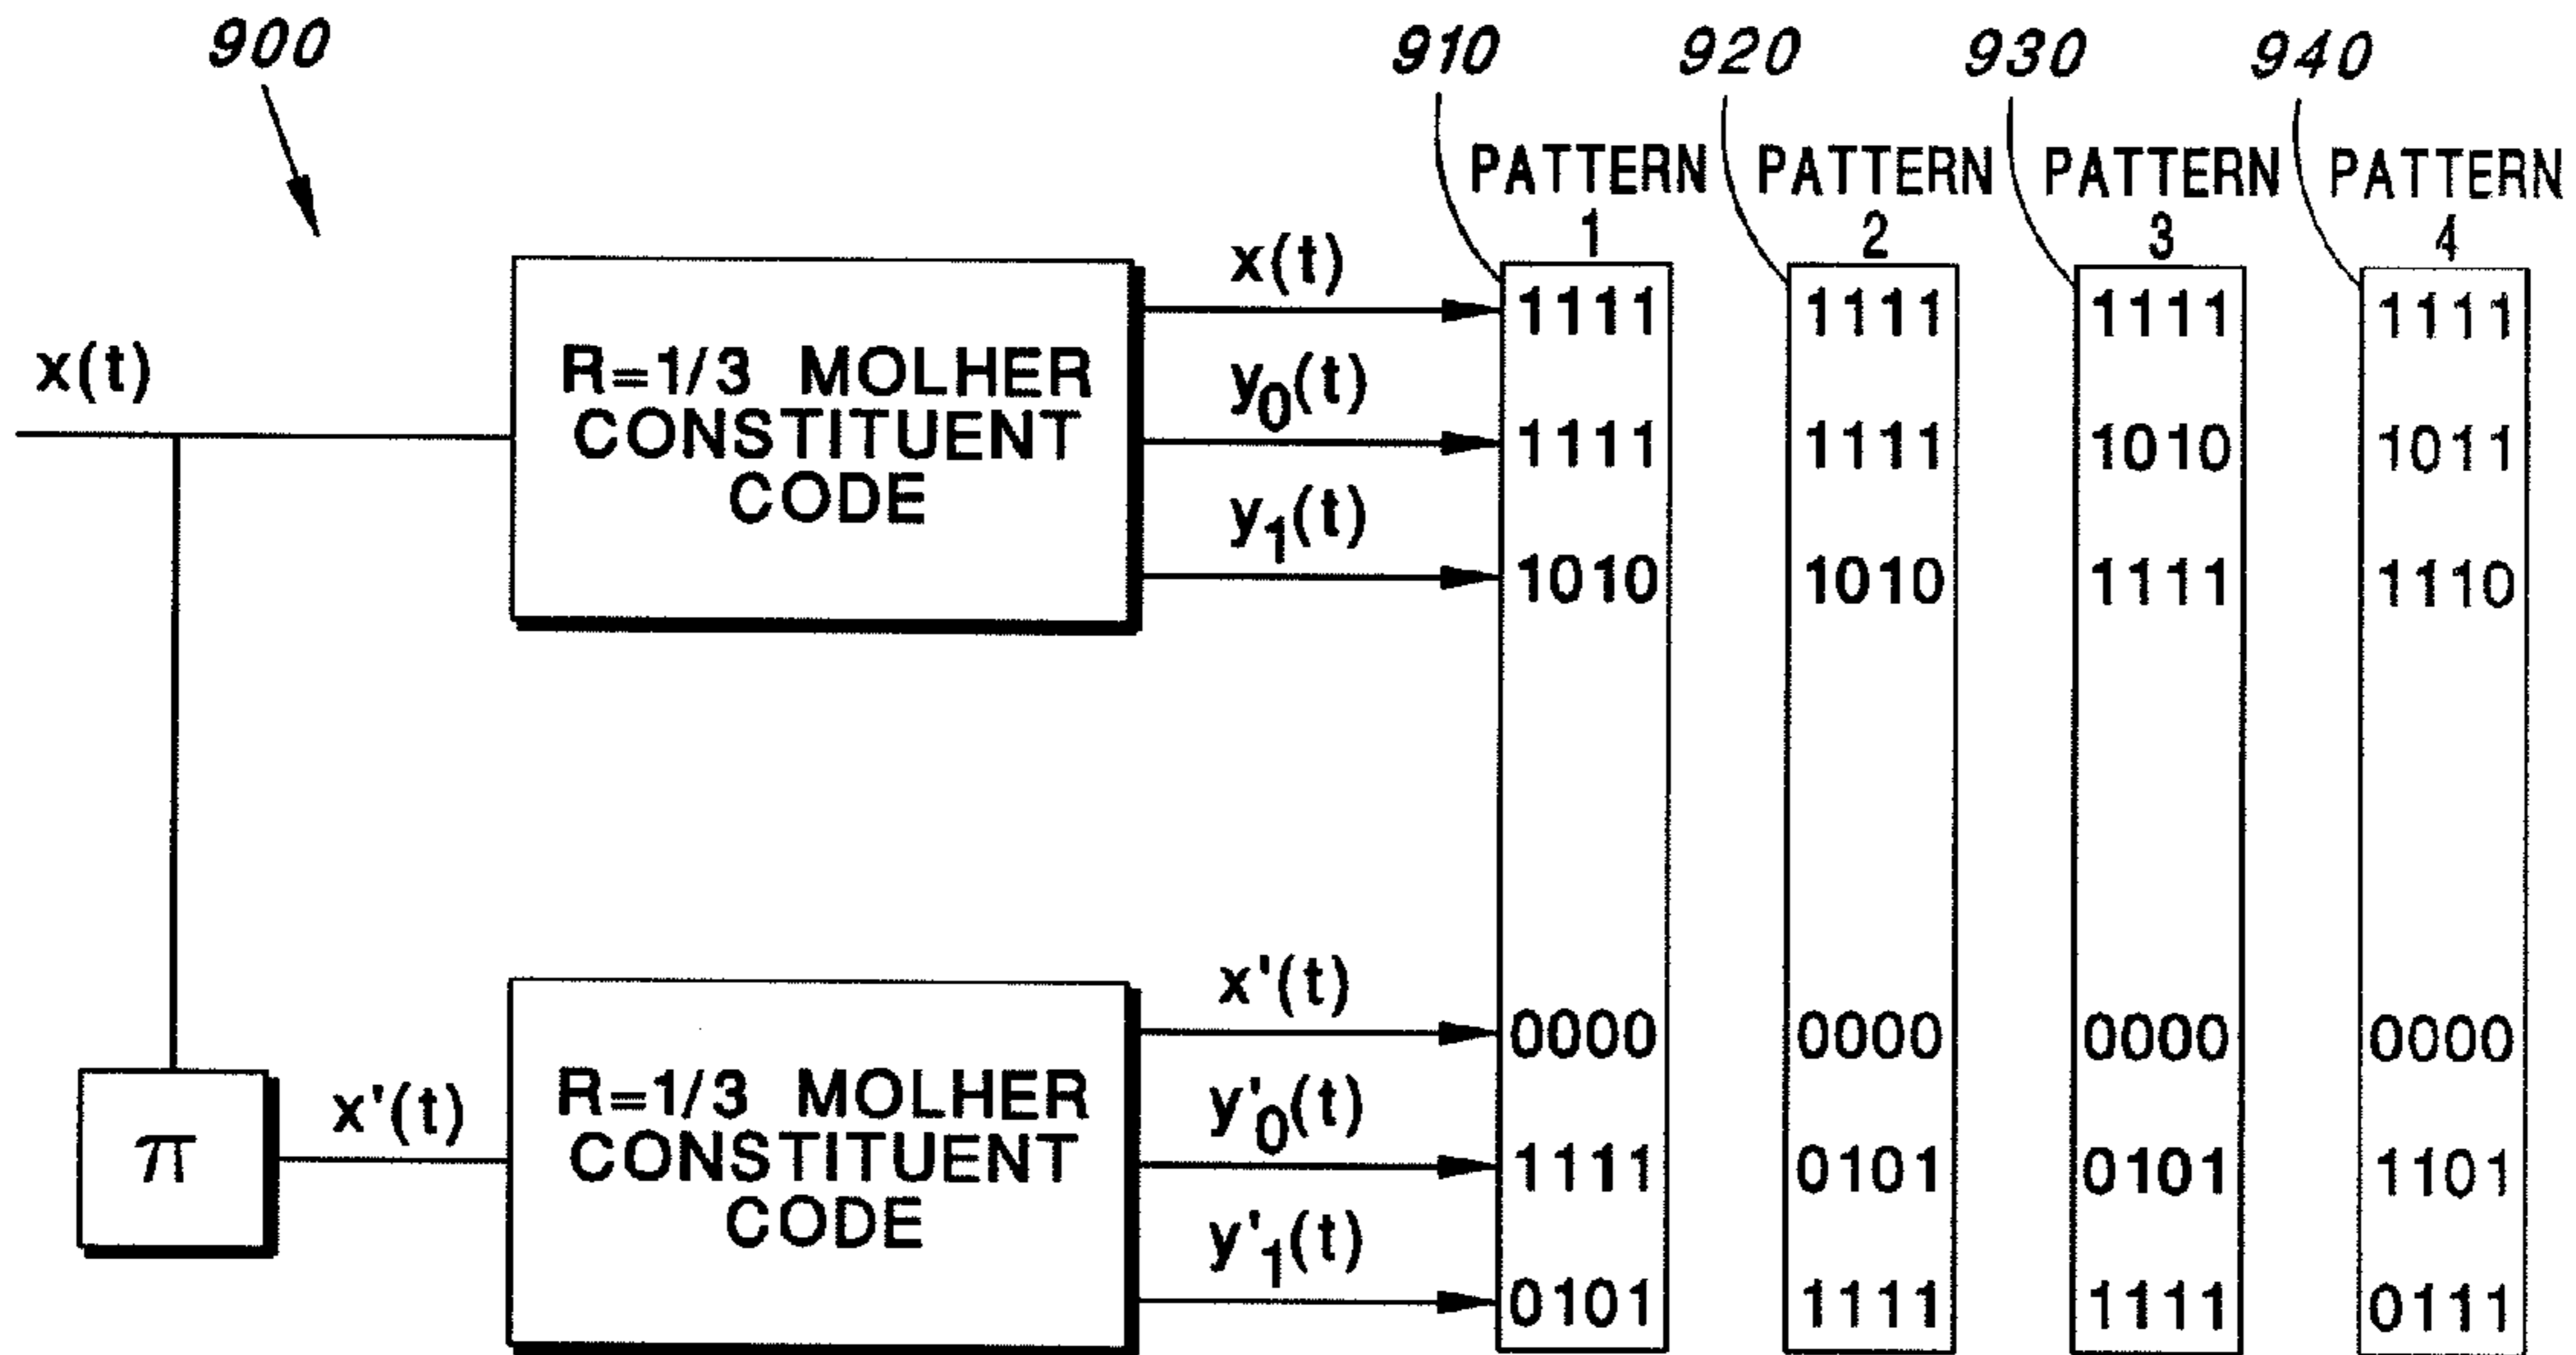 900
910 920 930 940
PATTERN 1
PATTERN 2
PATTERN 3
PATTERN 4
x(t)
R=1/3 MOLHER
CONSTITUENT
CODE
x(t)
y0(t)
y1(t)
1111 1111 1111 1111
1111 1111 1010 1011
1010 1010 1111 1110
π
x'(t)
R=1/3 MOLHER
CONSTITUENT
CODE
x'(t)
y'0(t)
y'1(t)
0000 0000 0000 0000
1111 0101 0101 1101
0101 1111 1111 0111